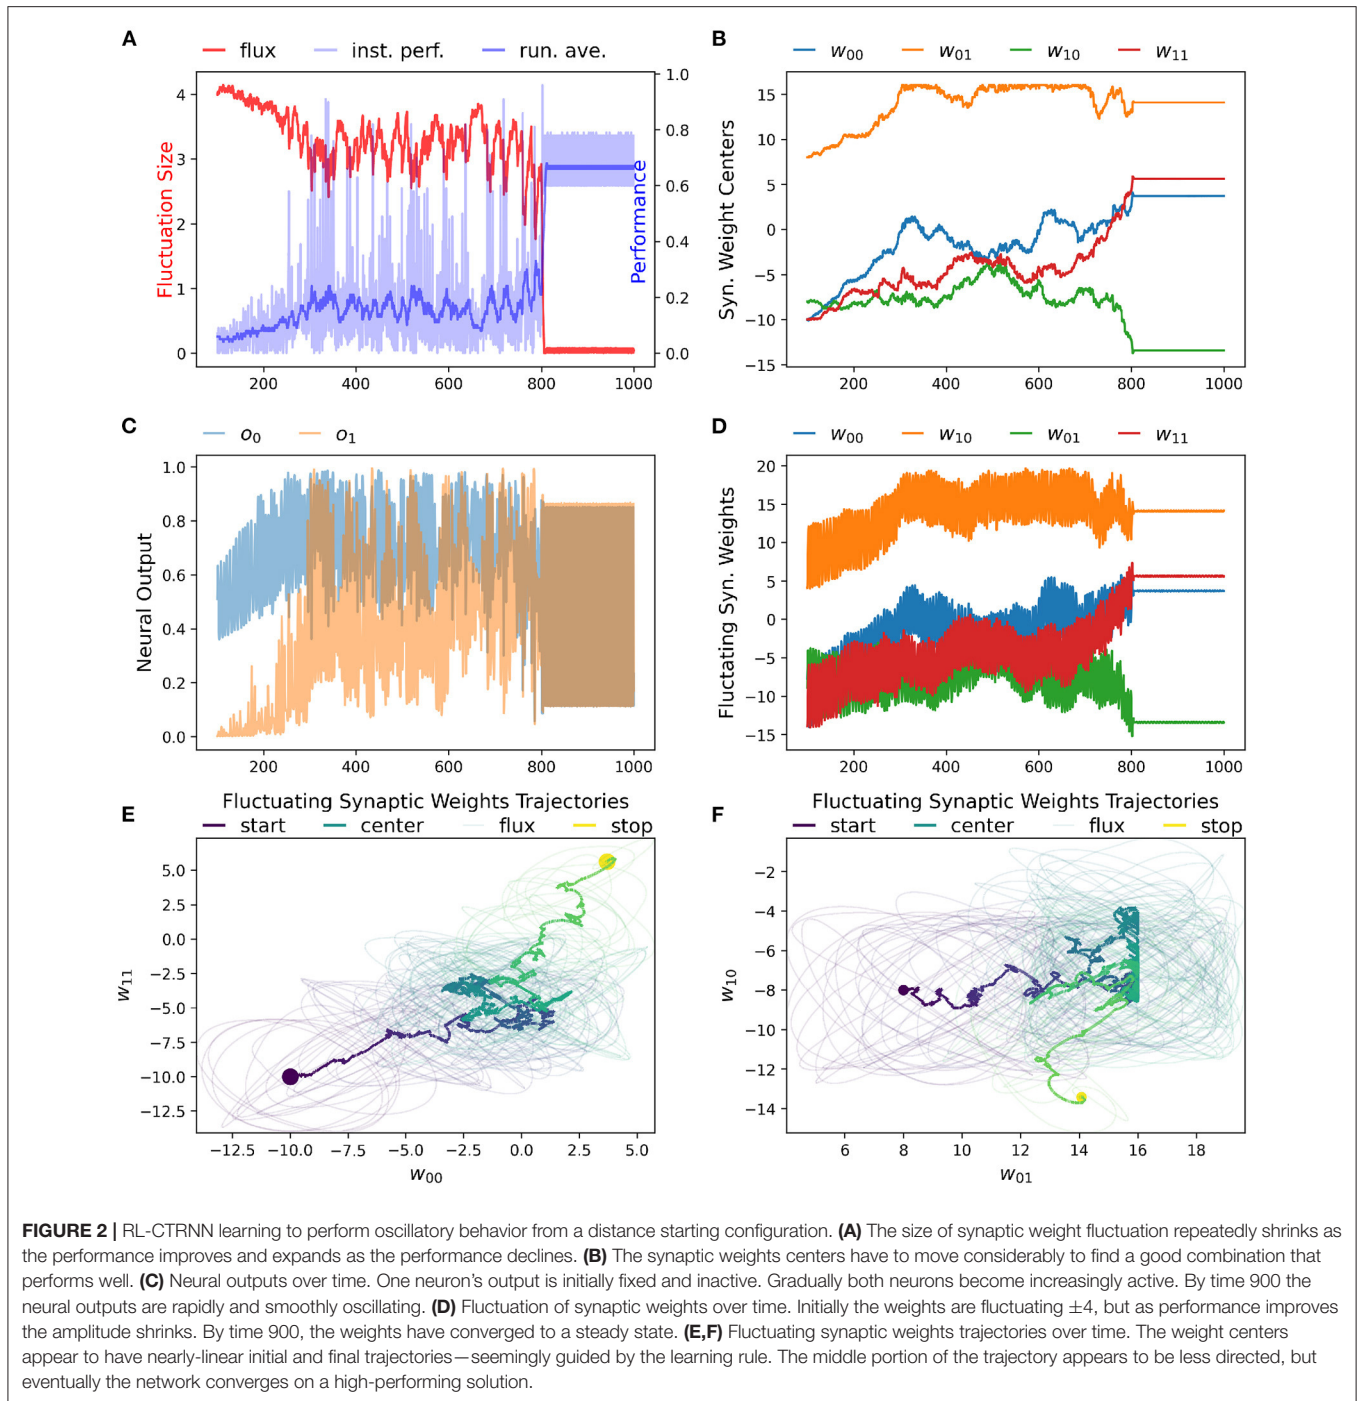 A
flux inst. perf. run. ave.
Fluctuation Size
4
3
2
1
0
Performance
1.0
0.8
0.6
0.4
0.2
0.0
200 400 600 800 1000
B
w00 w01 w10 w11
Syn. Weight Centers
15
10
5
0
−5
−10
−15
200 400 600 800 1000
C
o0 o1
Neural Output
1.0
0.8
0.6
0.4
0.2
0.0
200 400 600 800 1000
D
w00 w10 w01 w11
Fluctating Syn. Weights
20
15
10
5
0
−5
−10
−15
200 400 600 800 1000
E
Fluctuating Synaptic Weights Trajectories
start center flux stop
w11
5.0
2.5
0.0
−2.5
−5.0
−7.5
−10.0
−12.5
−12.5 −10.0 −7.5 −5.0 −2.5 0.0 2.5 5.0
w00
F
Fluctuating Synaptic Weights Trajectories
start center flux stop
w10
−2
−4
−6
−8
−10
−12
−14
6 8 10 12 14 16 18
w01
FIGURE 2 | RL-CTRNN learning to perform oscillatory behavior from a distance starting configuration. (A) The size of synaptic weight fluctuation repeatedly shrinks as
the performance improves and expands as the performance declines. (B) The synaptic weights centers have to move considerably to find a good combination that
performs well. (C) Neural outputs over time. One neuron's output is initially fixed and inactive. Gradually both neurons become increasingly active. By time 900 the
neural outputs are rapidly and smoothly oscillating. (D) Fluctuation of synaptic weights over time. Initially the weights are fluctuating ±4, but as performance improves
the amplitude shrinks. By time 900, the weights have converged to a steady state. (E,F) Fluctuating synaptic weights trajectories over time. The weight centers
appear to have nearly-linear initial and final trajectories—seemingly guided by the learning rule. The middle portion of the trajectory appears to be less directed, but
eventually the network converges on a high-performing solution.